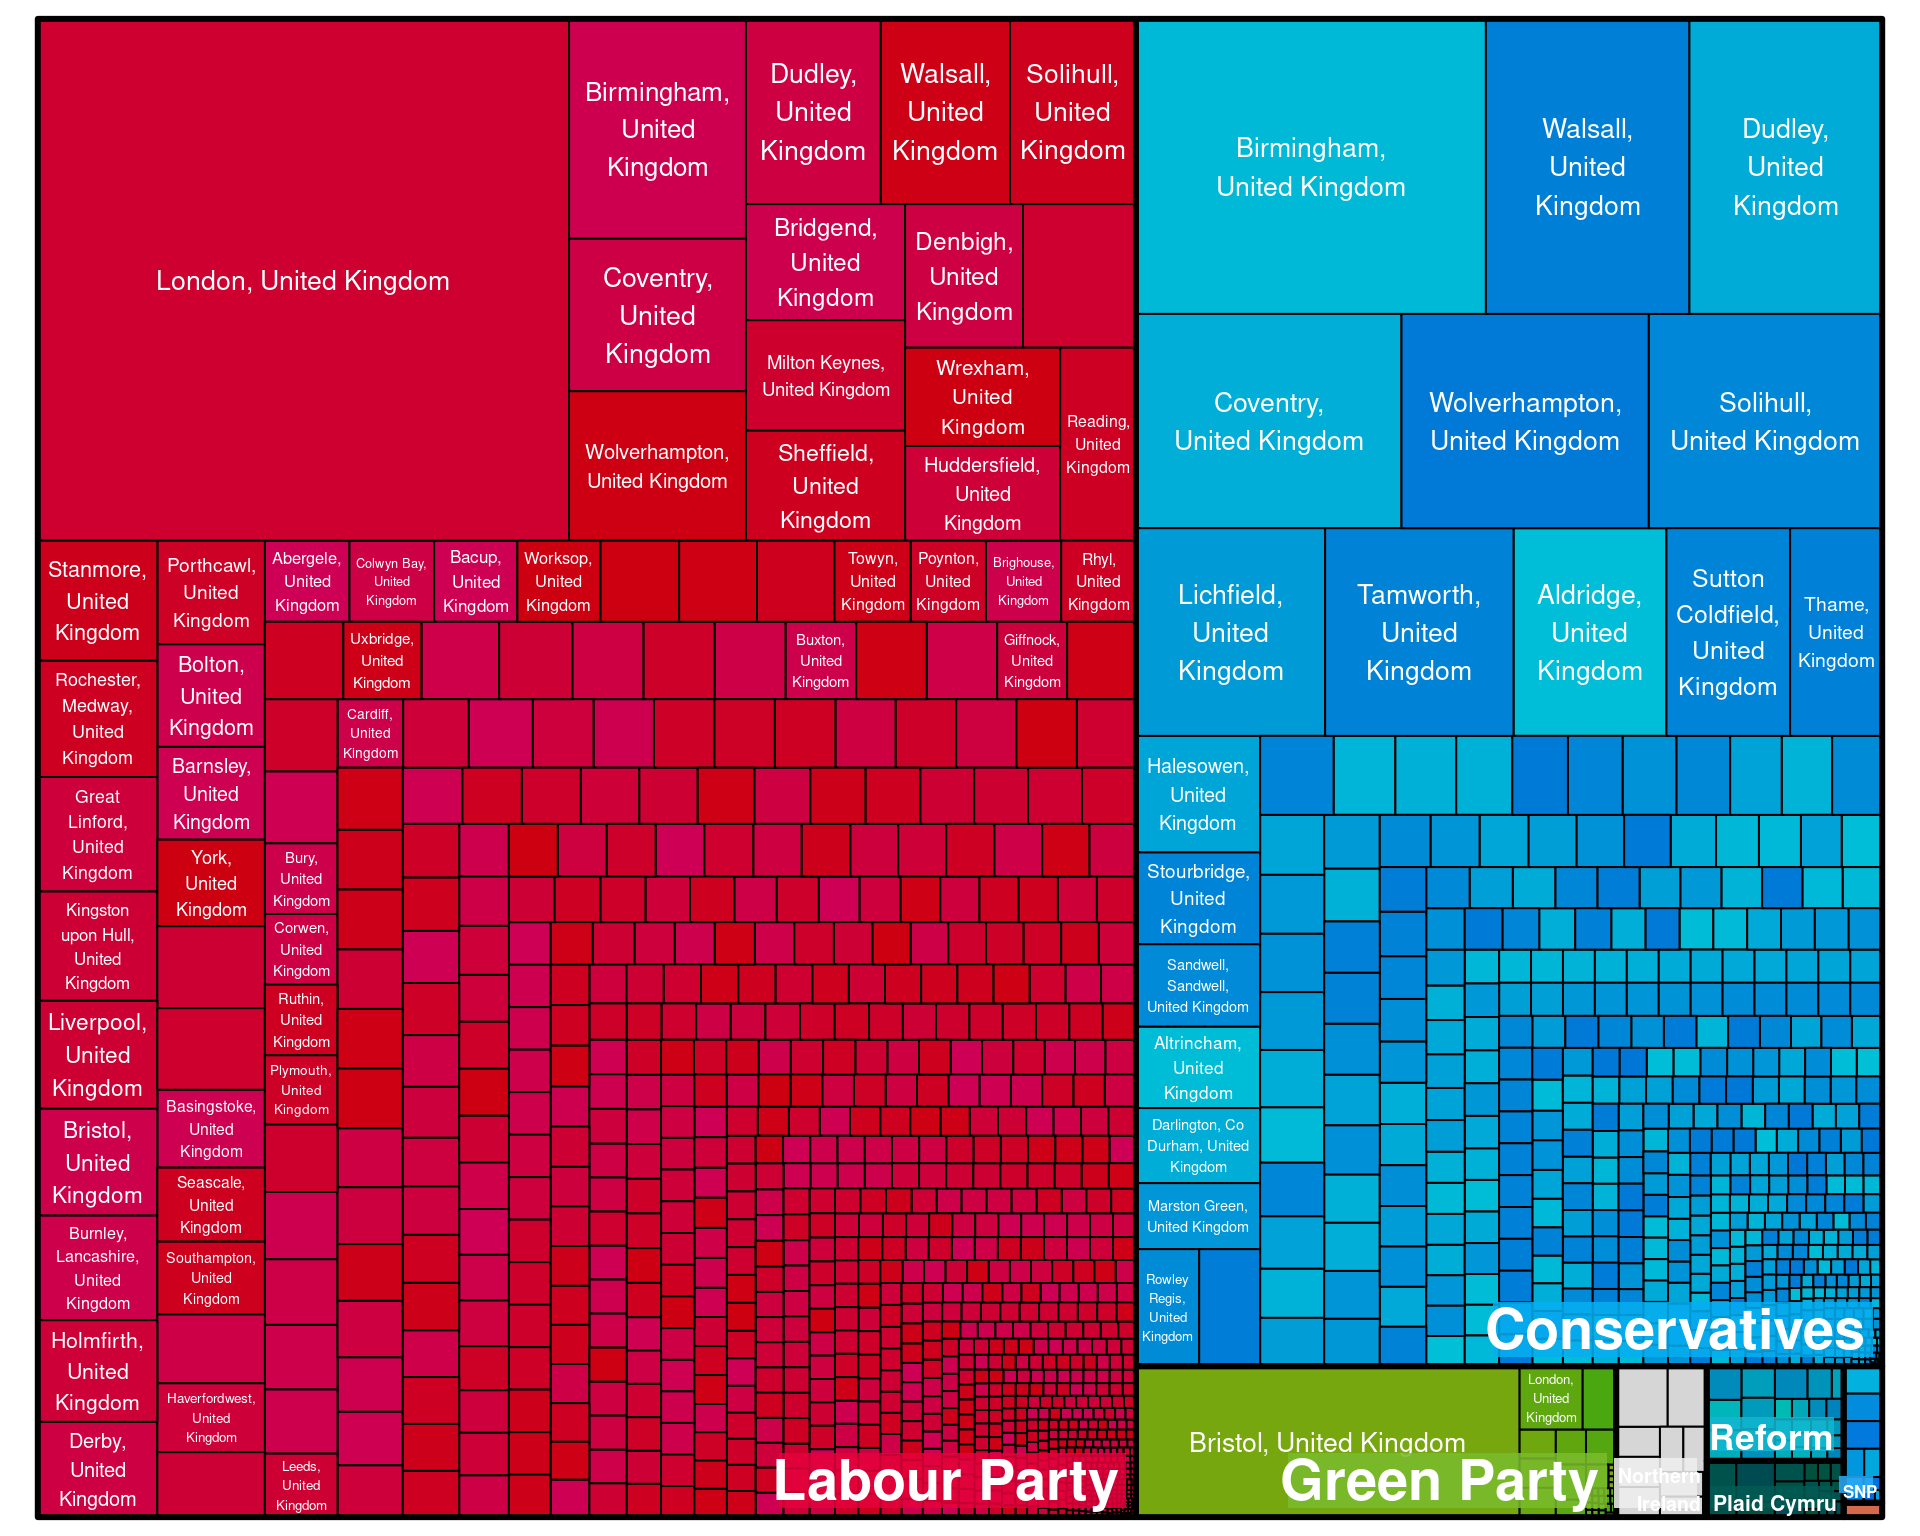 London, United Kingdom
Birmingham,
United
Kingdom
Coventry,
United
Kingdom
Wolverhampton,
United Kingdom
Dudley,
United
Kingdom
Walsall,
United
Kingdom
Solihull,
United
Kingdom
Bridgend,
United
Kingdom
Denbigh,
United
Kingdom
Milton Keynes,
United Kingdom
Wrexham,
United
Kingdom
Reading,
United
Kingdom
Sheffield,
United
Kingdom
Huddersfield,
United
Kingdom
Stanmore,
United
Kingdom
Rochester,
Medway,
United
Kingdom
Great
Linford,
United
Kingdom
Kingston
upon Hull,
United
Kingdom
Liverpool,
United
Kingdom
Bristol,
United
Kingdom
Burnley,
Lancashire,
United
Kingdom
Holmfirth,
United
Kingdom
Derby,
United
Kingdom
Porthcawl,
United
Kingdom
Bolton,
United
Kingdom
Barnsley,
United
Kingdom
York,
United
Kingdom
Basingstoke,
United
Kingdom
Seascale,
United
Kingdom
Southampton,
United
Kingdom
Haverfordwest,
United
Kingdom
Abergele,
United
Kingdom
Colwyn Bay,
United
Kingdom
Bacup,
United
Kingdom
Worksop,
United
Kingdom
Towyn,
United
Kingdom
Poynton,
United
Kingdom
Brighouse,
United
Kingdom
Rhyl,
United
Kingdom
Uxbridge,
United
Kingdom
Buxton,
United
Kingdom
Giffnock,
United
Kingdom
Cardiff,
United
Kingdom
Bury,
United
Kingdom
Corwen,
United
Kingdom
Ruthin,
United
Kingdom
Plymouth,
United
Kingdom
Leeds,
United
Kingdom
Labour Party
Birmingham,
United Kingdom
Walsall,
United
Kingdom
Dudley,
United
Kingdom
Coventry,
United Kingdom
Wolverhampton,
United Kingdom
Solihull,
United Kingdom
Lichfield,
United
Kingdom
Tamworth,
United
Kingdom
Aldridge,
United
Kingdom
Sutton
Coldfield,
United
Kingdom
Thame,
United
Kingdom
Halesowen,
United
Kingdom
Stourbridge,
United
Kingdom
Sandwell,
Sandwell,
United Kingdom
Altrincham,
United
Kingdom
Darlington, Co
Durham, United
Kingdom
Marston Green,
United Kingdom
Rowley
Regis,
United
Kingdom
Conservatives
Bristol, United Kingdom
London,
United
Kingdom
Green Party
Northern
Ireland
Reform
Plaid Cymru
SNP